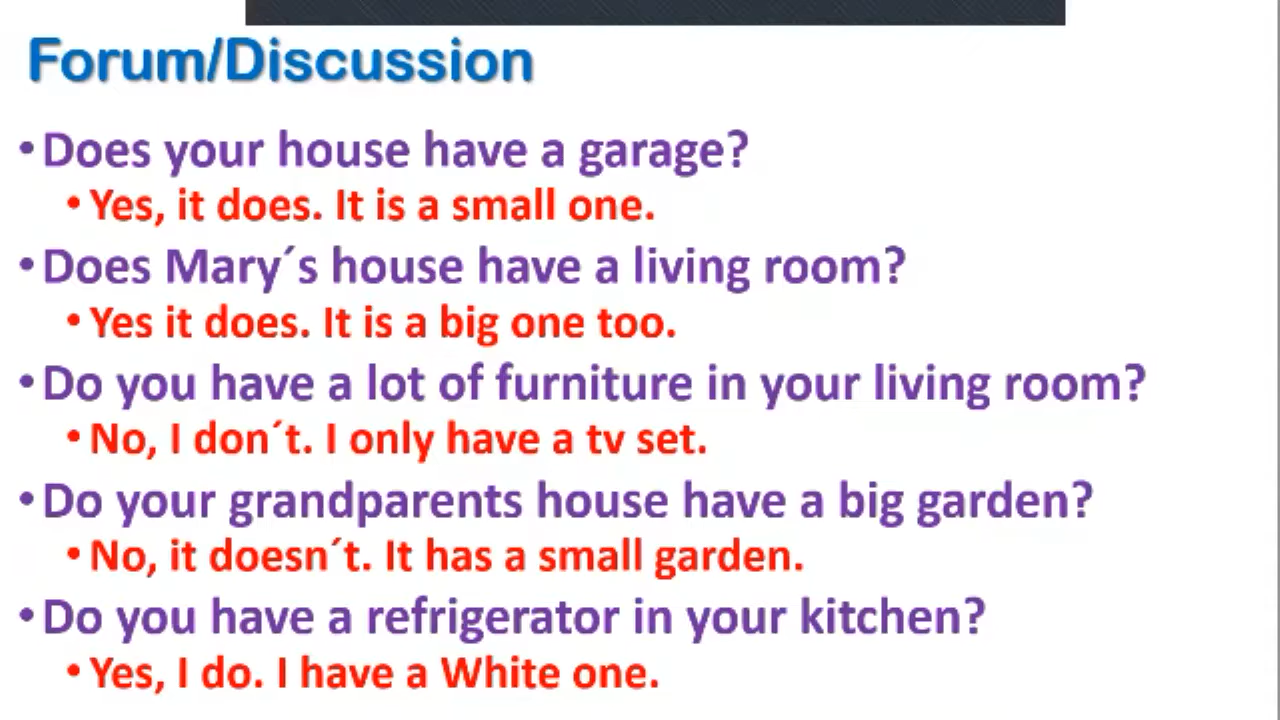 Forum/Discussion
• Does your house have a garage?
• Yes, it does. It is a small one.
• Does Mary´s house have a living room?
• Yes it does. It is a big one too.
• Do you have a lot of furniture in your living room?
• No, I don´t. I only have a tv set.
• Do your grandparents house have a big garden?
• No, it doesn´t. It has a small garden.
• Do you have a refrigerator in your kitchen?
• Yes, I do. I have a White one.